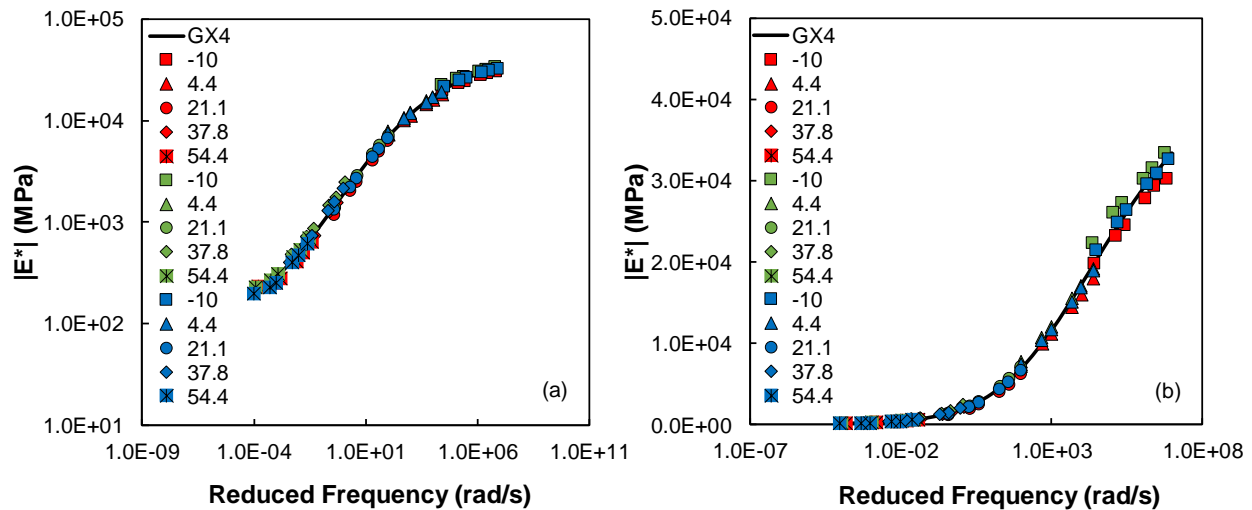 1.0E+05
1.0E+04
1.0E+03
1.0E+02
1.0E+01
|E*| (MPa)
GX4
-10
4.4
21.1
37.8
54.4
-10
4.4
21.1
37.8
54.4
-10
4.4
21.1
37.8
54.4
(a)
1.0E-09 1.0E-04 1.0E+01 1.0E+06 1.0E+11
Reduced Frequency (rad/s)
5.0E+04
4.0E+04
3.0E+04
2.0E+04
1.0E+04
0.0E+00
|E*| (MPa)
GX4
-10
4.4
21.1
37.8
54.4
-10
4.4
21.1
37.8
54.4
-10
4.4
21.1
37.8
54.4
(b)
1.0E-07 1.0E-02 1.0E+03 1.0E+08
Reduced Frequency (rad/s)